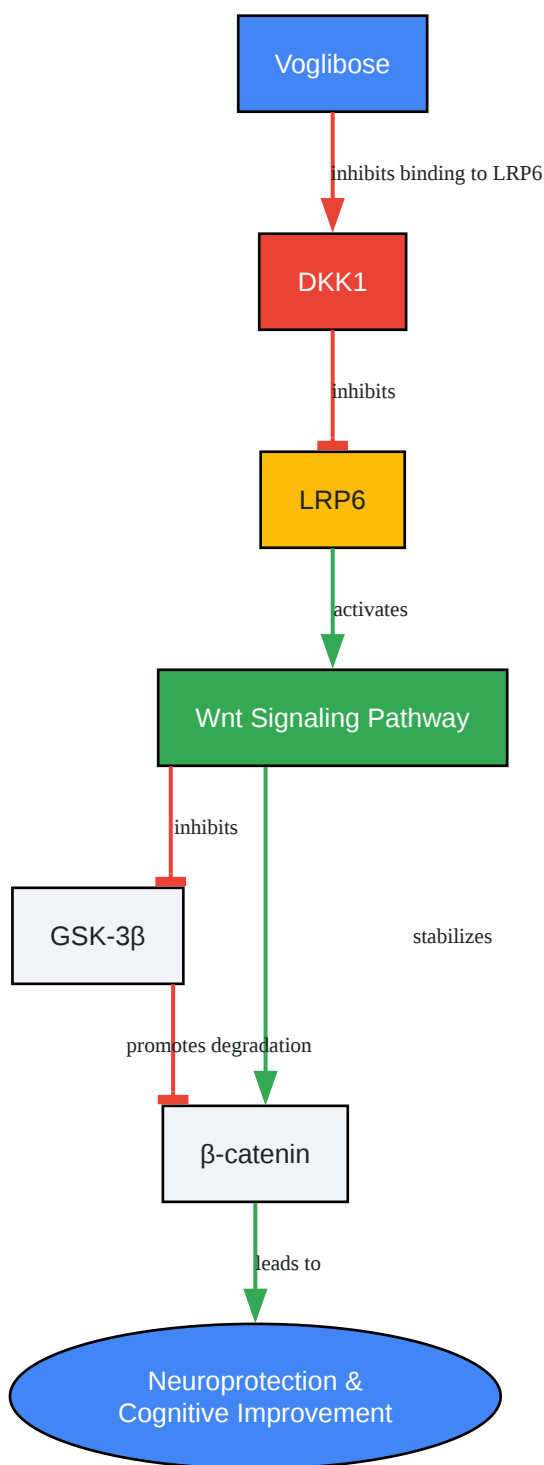 Voglibose
inhibits binding to LRP6
DKK1
inhibits
LRP6
activates
Wnt Signaling Pathway
inhibits
GSK-3β
stabilizes
promotes degradation
β-catenin
leads to
Neuroprotection &
Cognitive Improvement